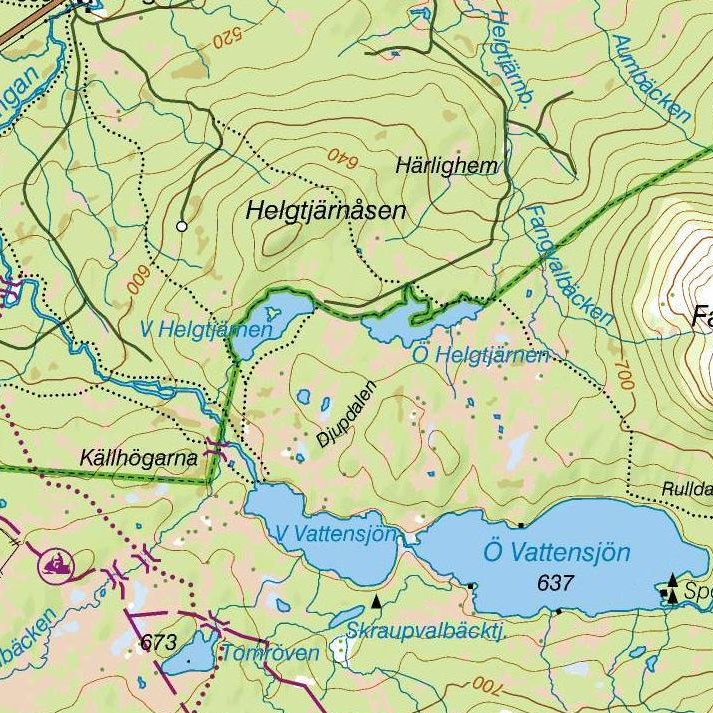 520
Helgtjärnb.
Aumbäcken
640
Härlighem
Helgtjärnåsen
Fangvalbäcken
600
V Helgtjärnen
Ö Helgtjärnen
700
Djupdalen
Källhögarna
Rullda
V Vattensjön
Ö Vattensjön
637
Skraupvalbäcktj.
673
Tomröven
bäcken
700